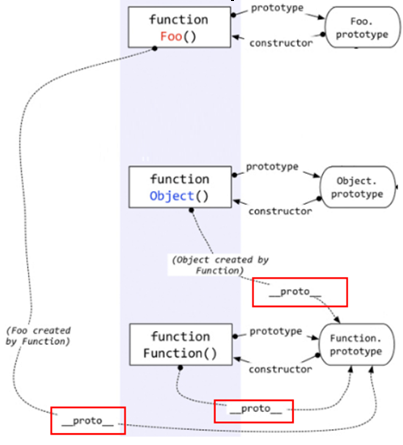 function
Foo()
prototype
constructor
Foo.
prototype
function
Object()
prototype
constructor
Object.
prototype
(Object created by
Function)
__proto__
(Foo created
by Function)
function
Function()
prototype
constructor
Function.
prototype
__proto__
__proto__